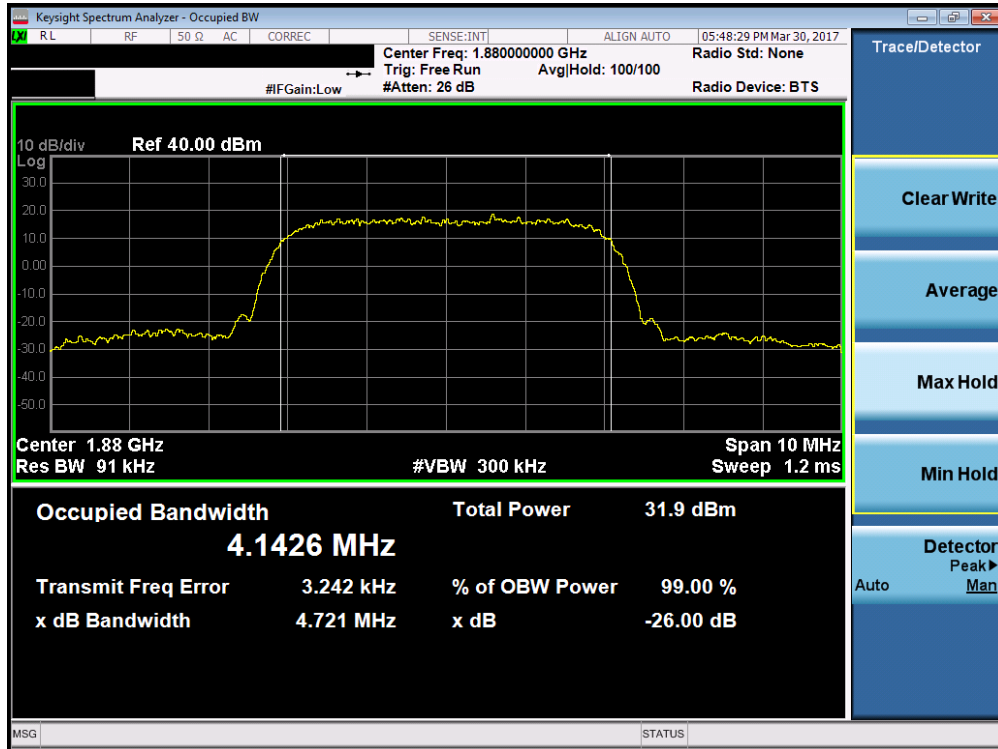 Keysight Spectrum Analyzer - Occupied BW
LXI RL RF 50 Ω AC CORREC SENSE:INT ALIGN AUTO 05:48:29 PM Mar 30, 2017
Center Freq: 1.880000000 GHz Radio Std: None
Trig: Free Run Avg|Hold: 100/100
#IFGain:Low #Atten: 26 dB Radio Device: BTS
10 dB/div Ref 40.00 dBm
Log
30.0
20.0
10.0
0.00
-10.0
-20.0
-30.0
-40.0
-50.0
Center 1.88 GHz Span 10 MHz
Res BW 91 kHz #VBW 300 kHz Sweep 1.2 ms
Occupied Bandwidth Total Power 31.9 dBm
4.1426 MHz
Transmit Freq Error 3.242 kHz % of OBW Power 99.00 %
x dB Bandwidth 4.721 MHz x dB -26.00 dB
MSG STATUS
Trace/Detector
Clear Write
Average
Max Hold
Min Hold
Detector
Peak▶
Auto Man